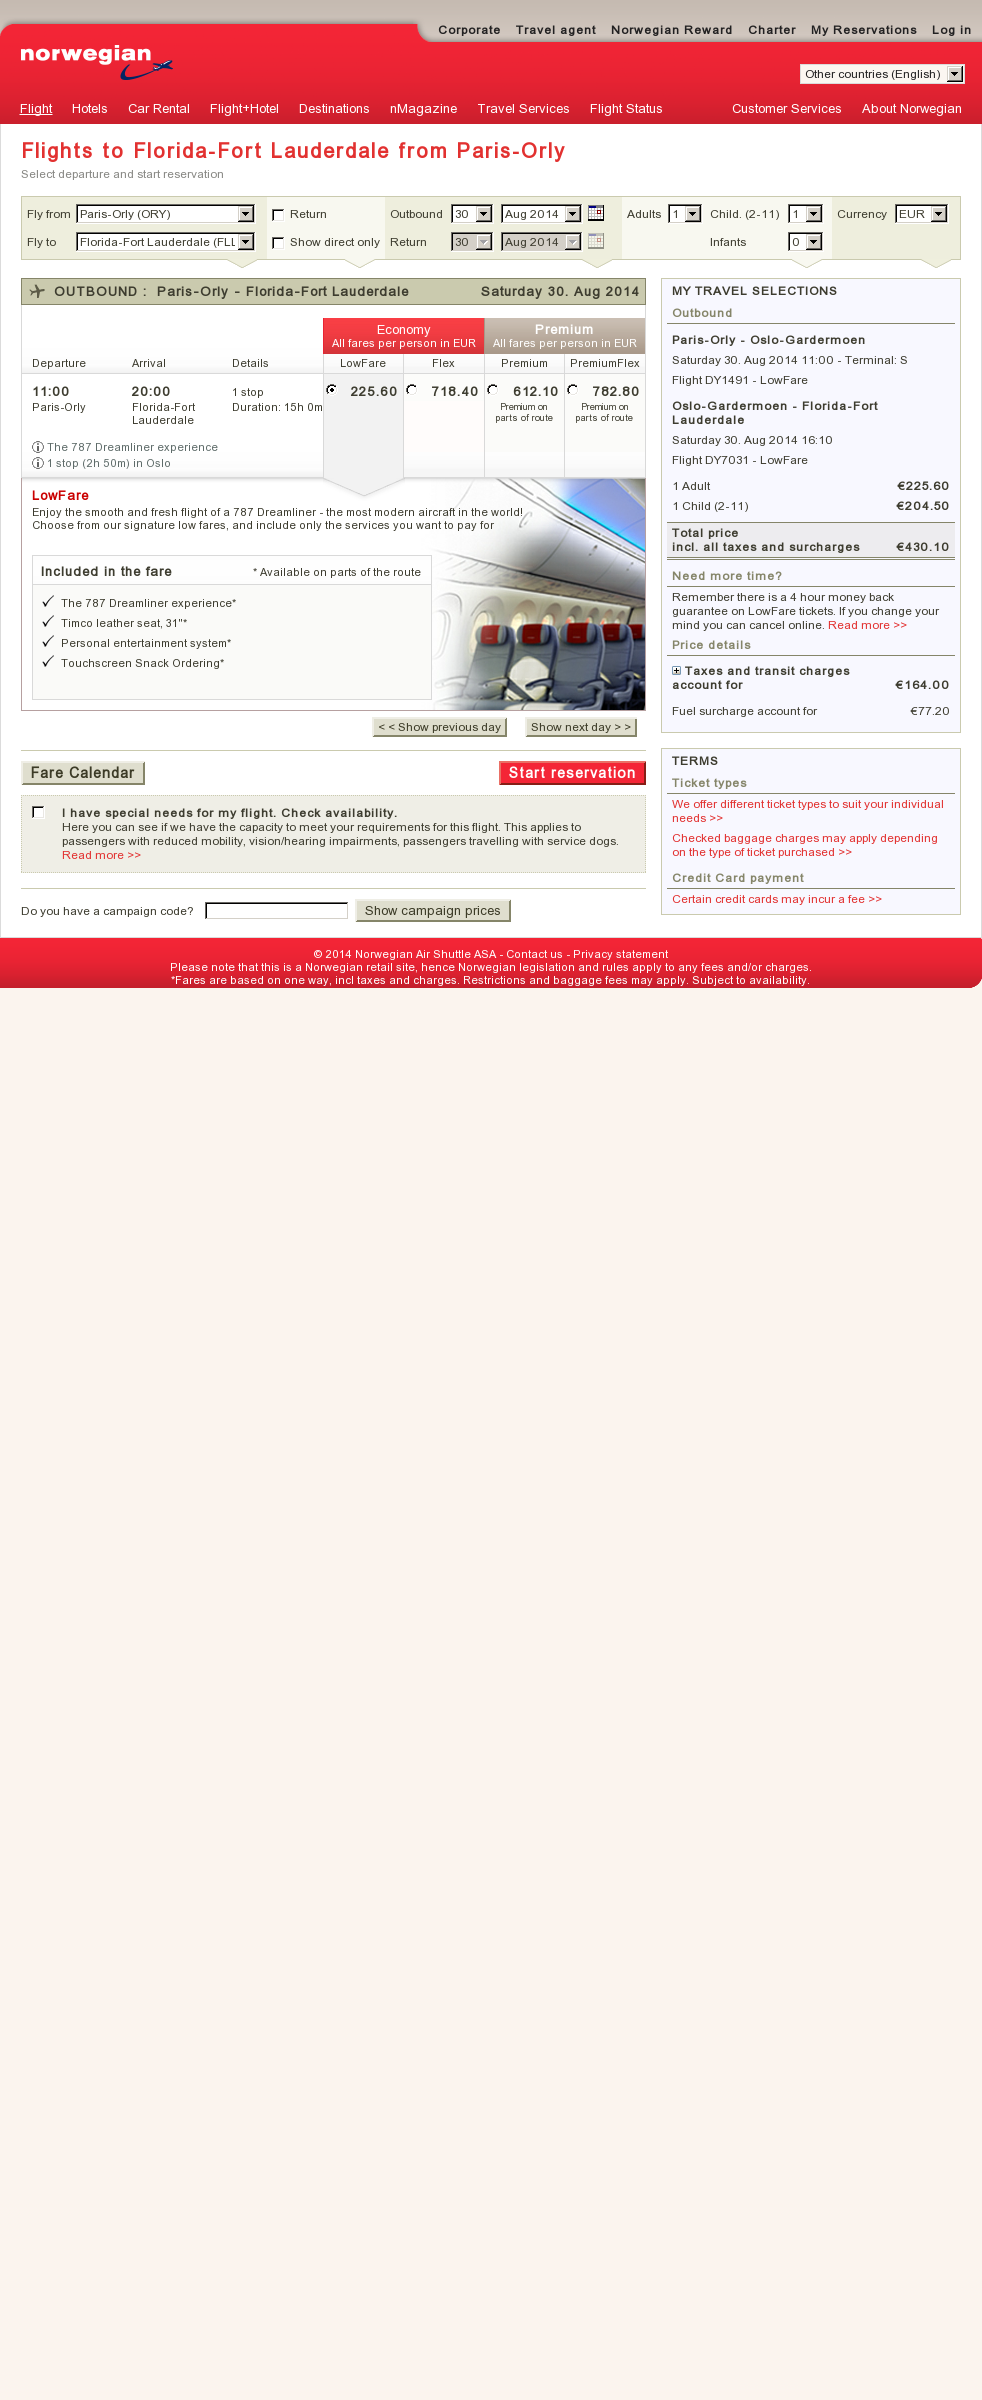 Corporate Travel agent Norwegian Reward Charter My Reservations Log in
norwegian
Other countries (English)
Flight Hotels Car Rental Flight+Hotel Destinations nMagazine Travel Services Flight Status Customer Services About Norwegian
Flights to Florida-Fort Lauderdale from Paris-Orly
Select departure and start reservation
Fly from Paris-Orly (ORY) Return Outbound 30 Aug 2014 Adults 1 Child. (2-11) 1 Currency EUR
Fly to Florida-Fort Lauderdale (FLL Show direct only Return 30 Aug 2014 Infants 0
OUTBOUND : Paris-Orly - Florida-Fort Lauderdale Saturday 30. Aug 2014
Economy Premium
All fares per person in EUR All fares per person in EUR
Departure Arrival Details LowFare Flex Premium PremiumFlex
11:00 20:00 1 stop 225.60 718.40 612.10 782.80
Paris-Orly Florida-Fort Duration: 15h 0m Premium on Premium on
Lauderdale parts of route parts of route
The 787 Dreamliner experience
1 stop (2h 50m) in Oslo
LowFare
Enjoy the smooth and fresh flight of a 787 Dreamliner - the most modern aircraft in the world!
Choose from our signature low fares, and include only the services you want to pay for
Included in the fare * Available on parts of the route
The 787 Dreamliner experience*
Timco leather seat, 31"*
Personal entertainment system*
Touchscreen Snack Ordering*
< < Show previous day Show next day > >
Fare Calendar Start reservation
I have special needs for my flight. Check availability.
Here you can see if we have the capacity to meet your requirements for this flight. This applies to
passengers with reduced mobility, vision/hearing impairments, passengers travelling with service dogs.
Read more >>
Do you have a campaign code? Show campaign prices
MY TRAVEL SELECTIONS
Outbound
Paris-Orly - Oslo-Gardermoen
Saturday 30. Aug 2014 11:00 - Terminal: S
Flight DY1491 - LowFare
Oslo-Gardermoen - Florida-Fort
Lauderdale
Saturday 30. Aug 2014 16:10
Flight DY7031 - LowFare
1 Adult €225.60
1 Child (2-11) €204.50
Total price
incl. all taxes and surcharges €430.10
Need more time?
Remember there is a 4 hour money back
guarantee on LowFare tickets. If you change your
mind you can cancel online. Read more >>
Price details
Taxes and transit charges
account for €164.00
Fuel surcharge account for €77.20
TERMS
Ticket types
We offer different ticket types to suit your individual
needs >>
Checked baggage charges may apply depending
on the type of ticket purchased >>
Credit Card payment
Certain credit cards may incur a fee >>
© 2014 Norwegian Air Shuttle ASA - Contact us - Privacy statement
Please note that this is a Norwegian retail site, hence Norwegian legislation and rules apply to any fees and/or charges.
*Fares are based on one way, incl taxes and charges. Restrictions and baggage fees may apply. Subject to availability.